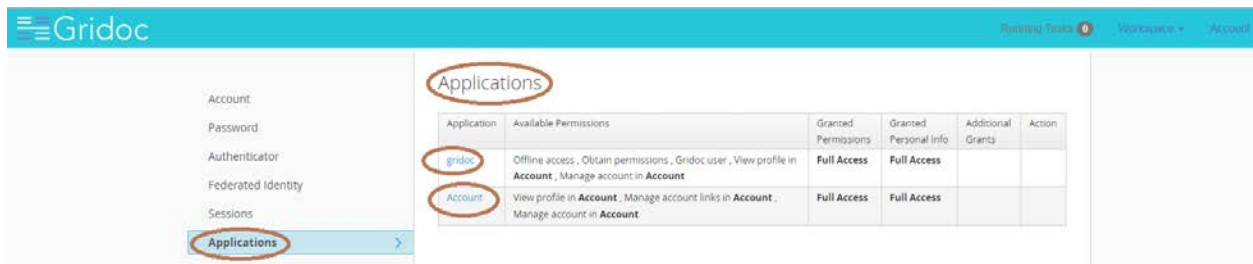 Gridoc
Running Tasks 0 Workspace Account
Account
Password
Authenticator
Federated Identity
Sessions
Applications
Applications
Application Available Permissions Granted Permissions Granted Personal Info Additional Grants Action
gridoc Offline access , Obtain permissions , Gridoc user , View profile in Full Access Full Access
Account , Manage account in Account
Account View profile in Account , Manage account links in Account , Full Access Full Access
Manage account in Account